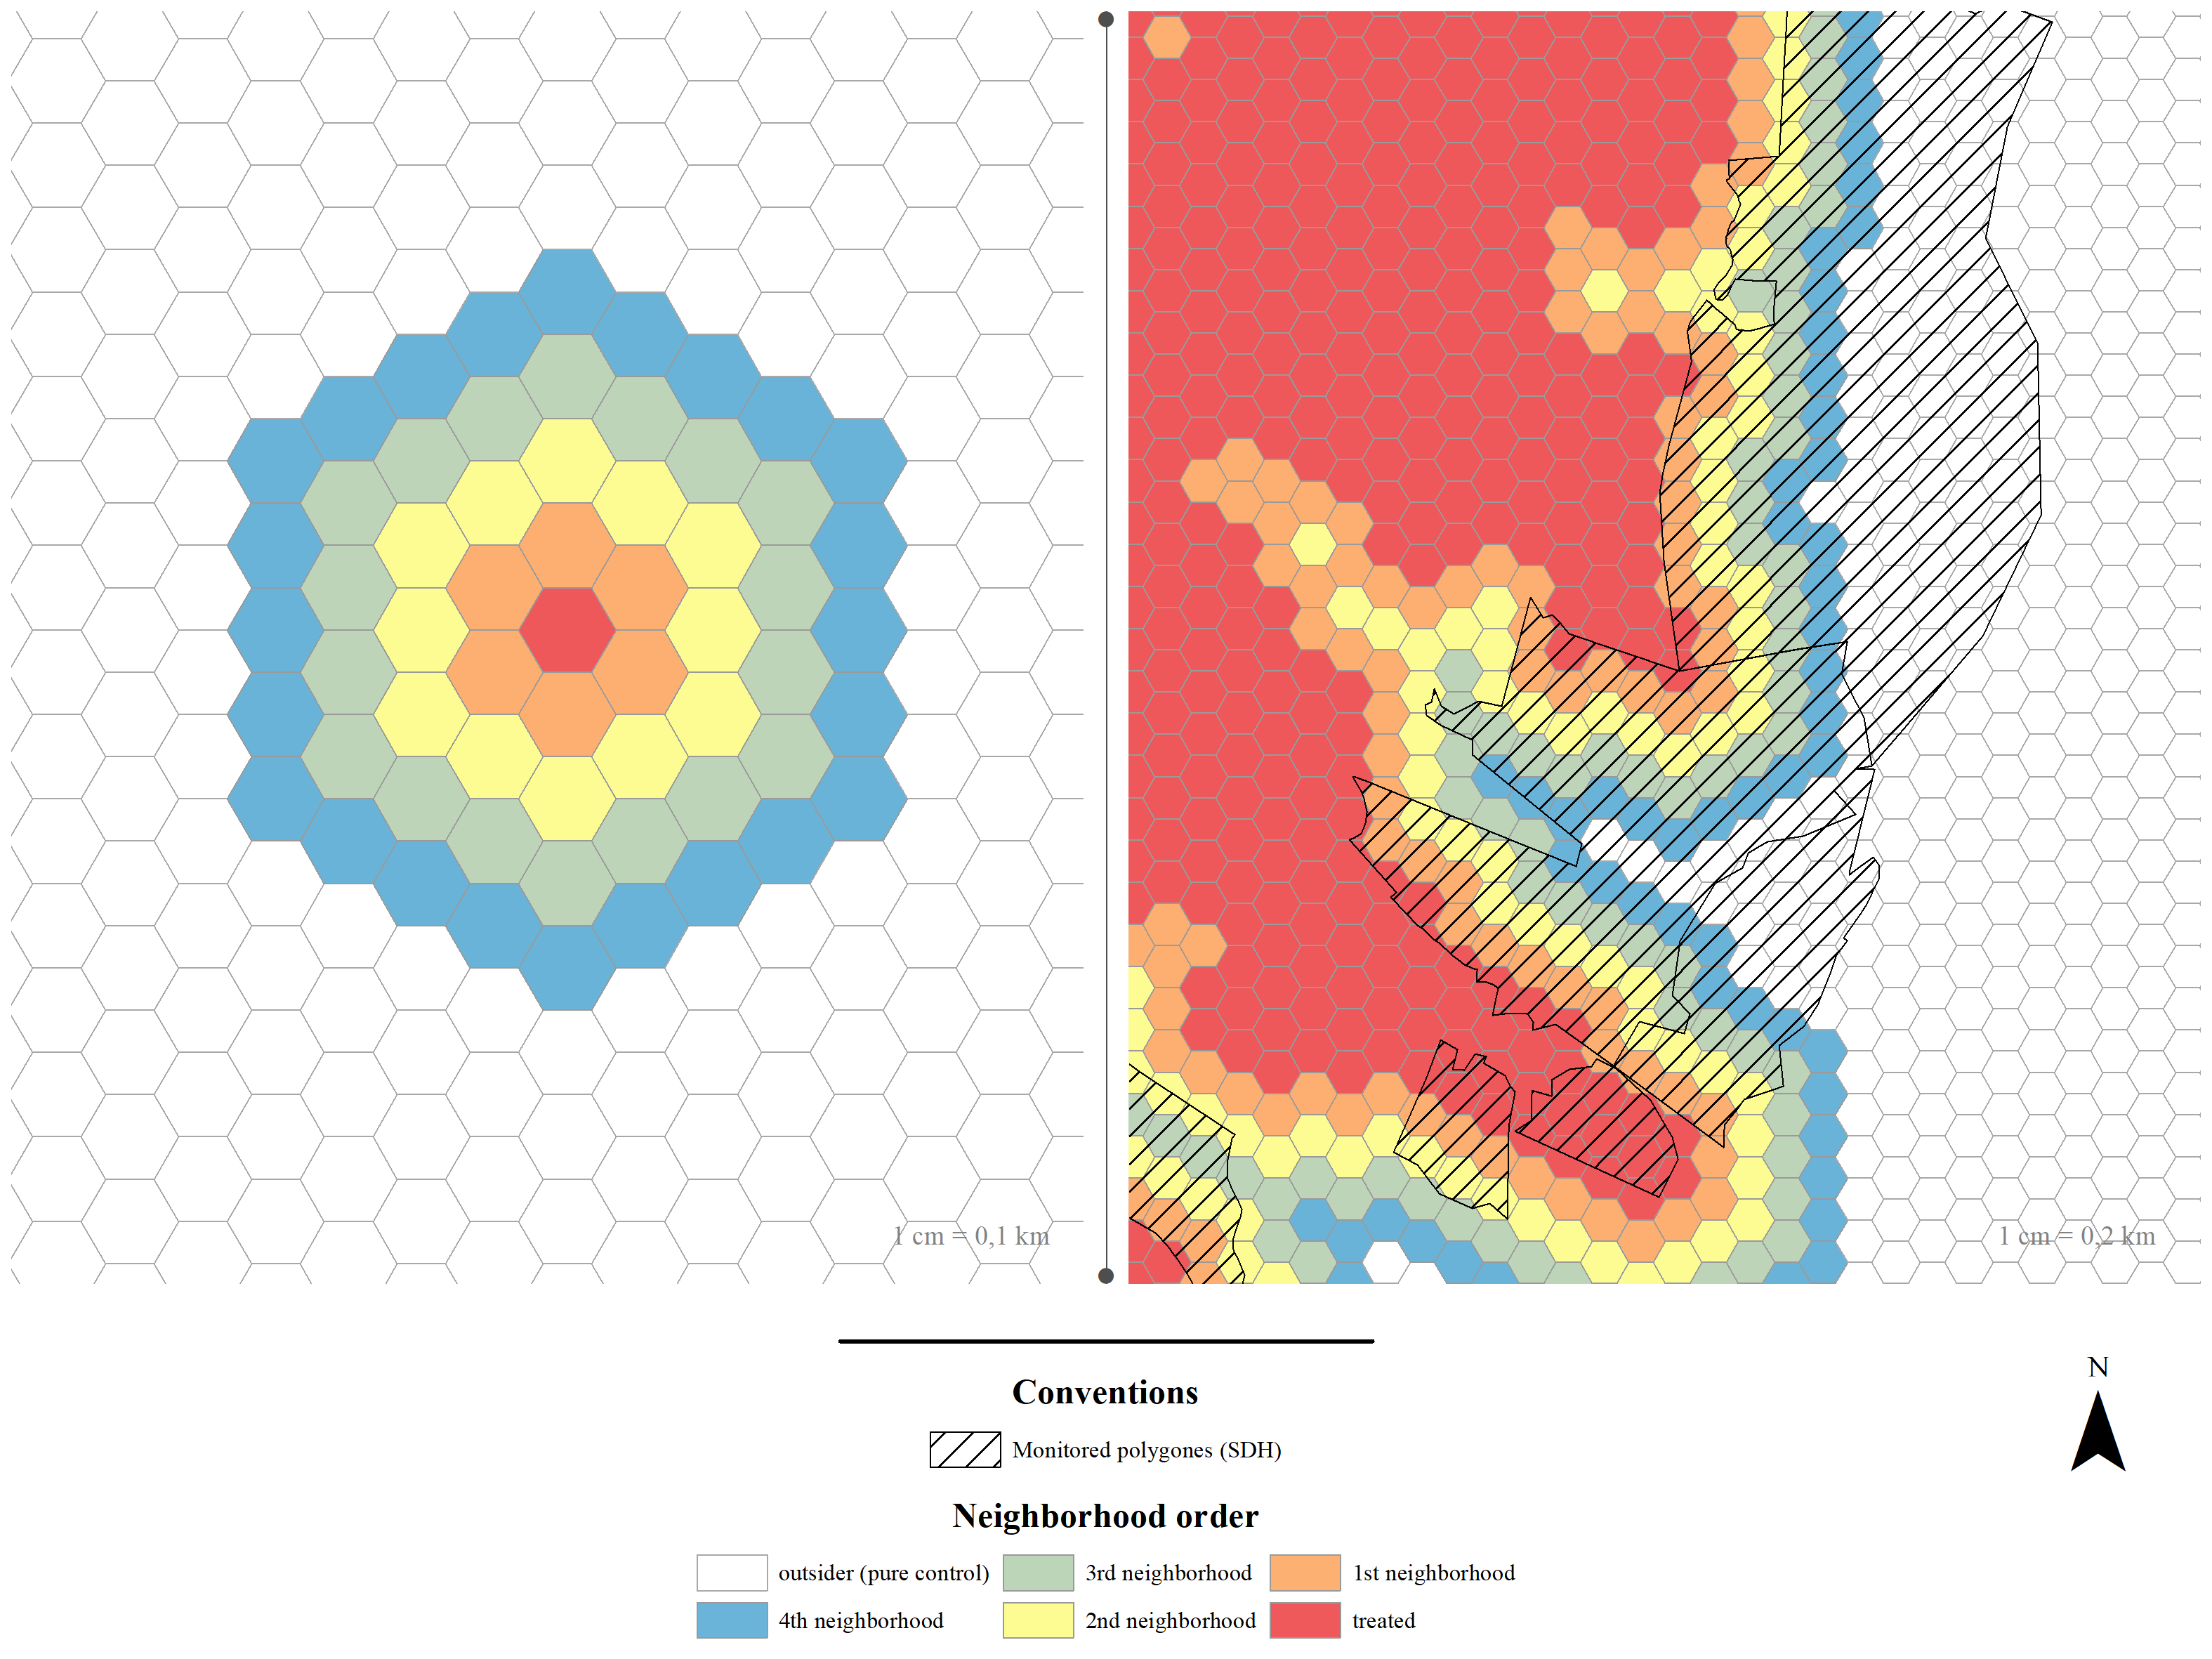 1 cm = 0,1 km
1 cm = 0,2 km
Conventions
N
Monitored polygones (SDH)
Neighborhood order
outsider (pure control) 3rd neighborhood 1st neighborhood
4th neighborhood 2nd neighborhood treated